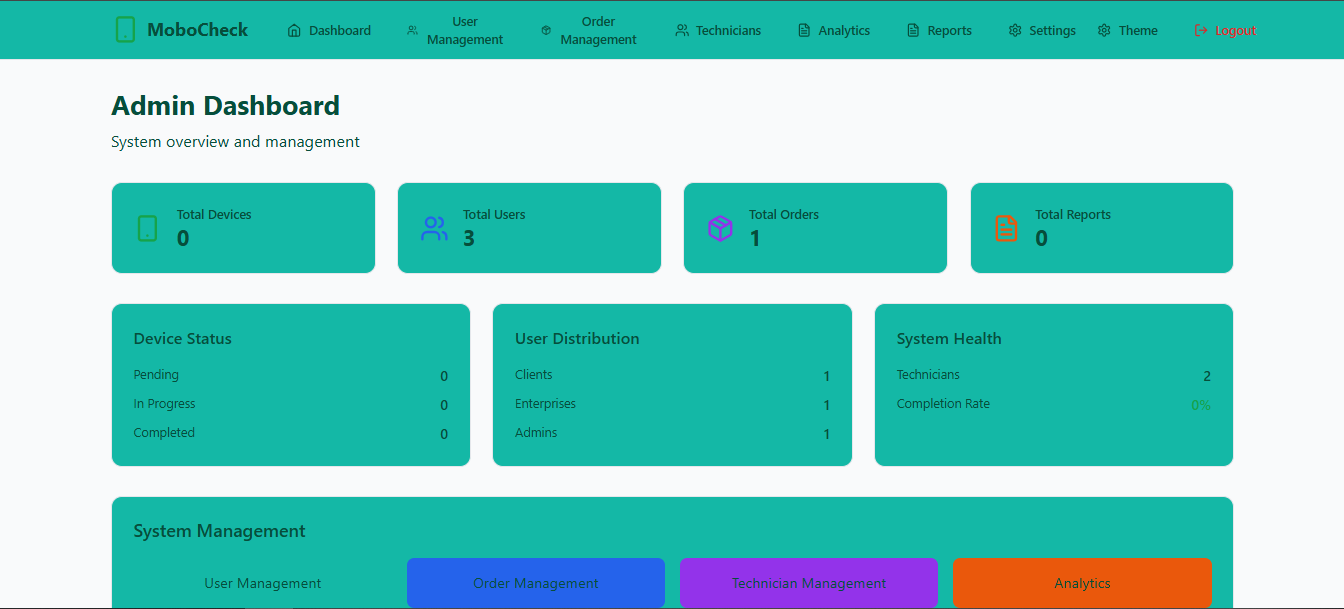 MoboCheck
Dashboard
User
Management
Order
Management
Technicians
Analytics
Reports
Settings
Theme
Logout
Admin Dashboard
System overview and management
Total Devices
0
Total Users
3
Total Orders
1
Total Reports
0
Device Status
Pending 0
In Progress 0
Completed 0
User Distribution
Clients 1
Enterprises 1
Admins 1
System Health
Technicians 2
Completion Rate 0%
System Management
User Management
Order Management
Technician Management
Analytics